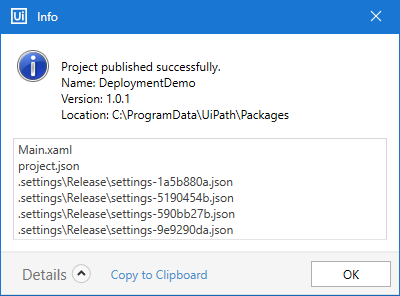 Ui Info
Project published successfully.
Name: DeploymentDemo
Version: 1.0.1
Location: C:\ProgramData\UiPath\Packages
Main.xaml
project.json
.settings\Release\settings-1a5b880a.json
.settings\Release\settings-5190454b.json
.settings\Release\settings-590bb27b.json
.settings\Release\settings-9e9290da.json
Details Copy to Clipboard OK